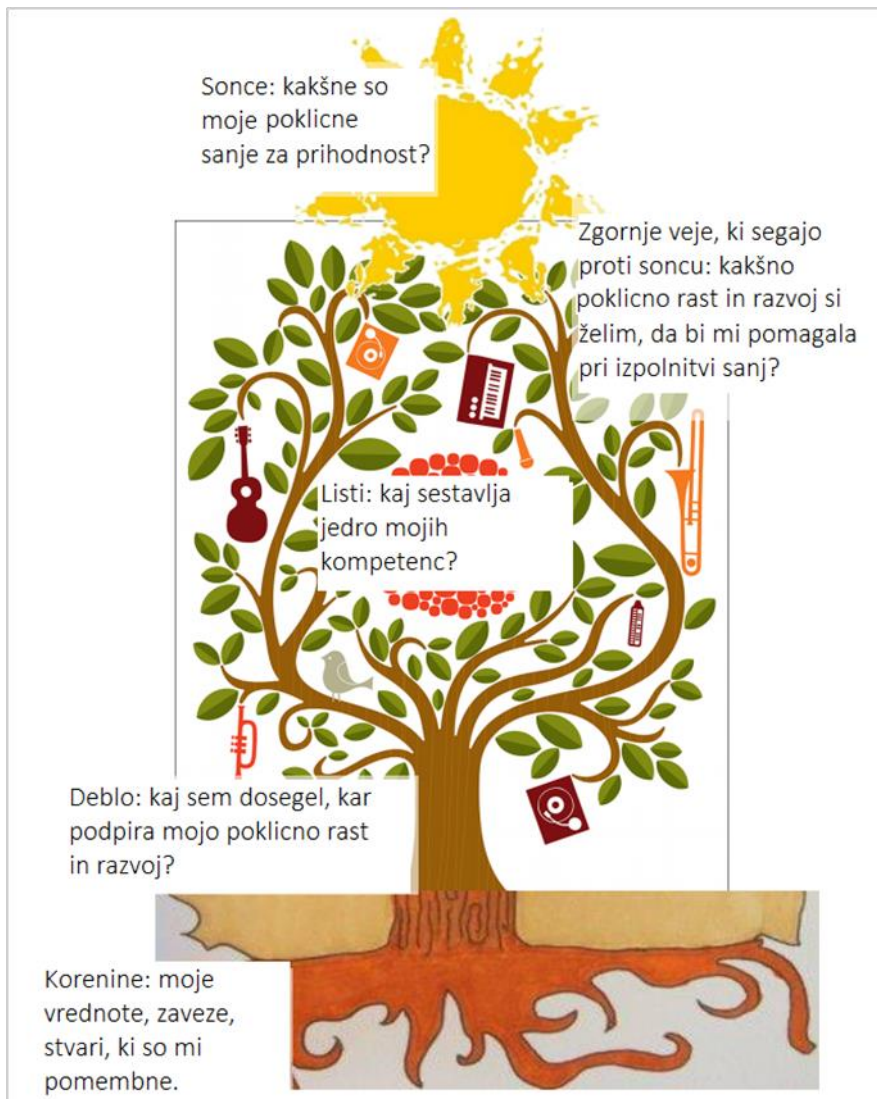 Sonce: kakšne so
moje poklicne
sanje za prihodnost?
Zgornje veje, ki segajo
proti soncu: kakšno
poklicno rast in razvoj si
želim, da bi mi pomagala
pri izpolnitvi sanj?
Listi: kaj sestavlja
jedro mojih
kompetenc?
Deblo: kaj sem dosegel, kar
podpira mojo poklicno rast
in razvoj?
Korenine: moje
vrednote, zaveze,
stvari, ki so mi
pomembne.